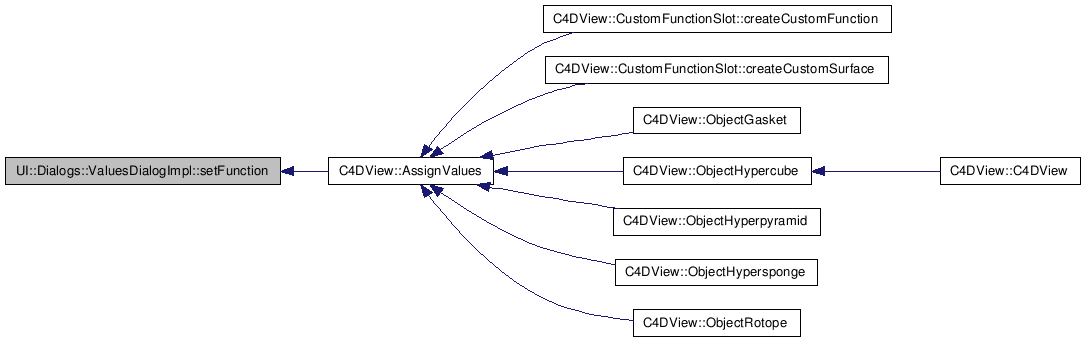 C4DView::CustomFunctionSlot::createCustomFunction
C4DView::CustomFunctionSlot::createCustomSurface
C4DView::ObjectGasket
UI::Dialogs::ValuesDialogImpl::setFunction
C4DView::AssignValues
C4DView::ObjectHypercube
C4DView::C4DView
C4DView::ObjectHyperpyramid
C4DView::ObjectHypersponge
C4DView::ObjectRotope